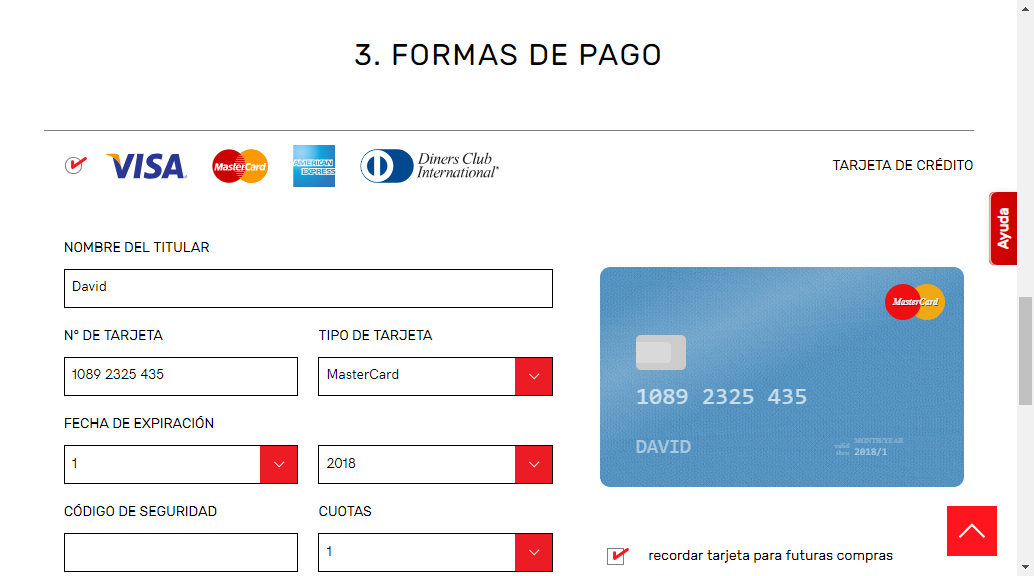 3. FORMAS DE PAGO
VISA MasterCard AMERICAN EXPRESS Diners Club International® TARJETA DE CRÉDITO
Ayuda
NOMBRE DEL TITULAR
David
N° DE TARJETA TIPO DE TARJETA
1089 2325 435 MasterCard
FECHA DE EXPIRACIÓN
1 2018
CÓDIGO DE SEGURIDAD CUOTAS
1
MasterCard
1089 2325 435
DAVID
valid thru MONTH/YEAR 2018/1
recordar tarjeta para futuras compras